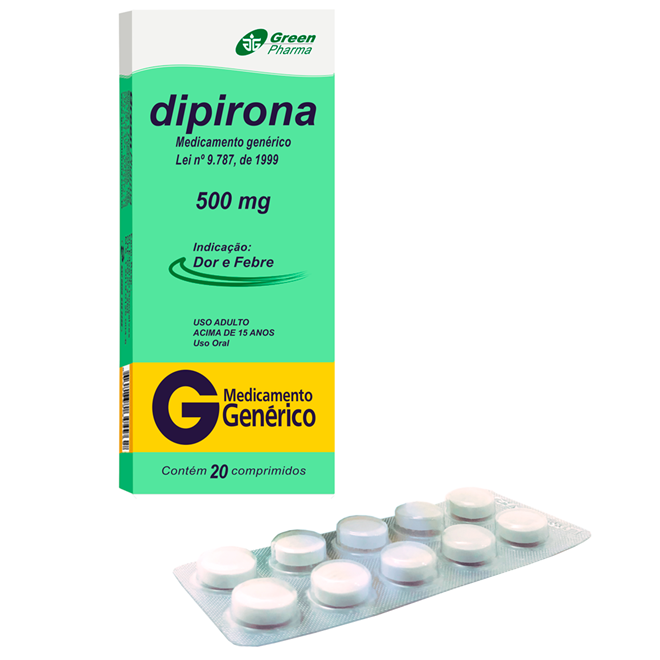 Green
Pharma
dipirona
Medicamento genérico
Lei nº 9.787, de 1999
500 mg
Indicação:
Dor e Febre
USO ADULTO
ACIMA DE 15 ANOS
Uso Oral
G Medicamento
Genérico
Contém 20 comprimidos